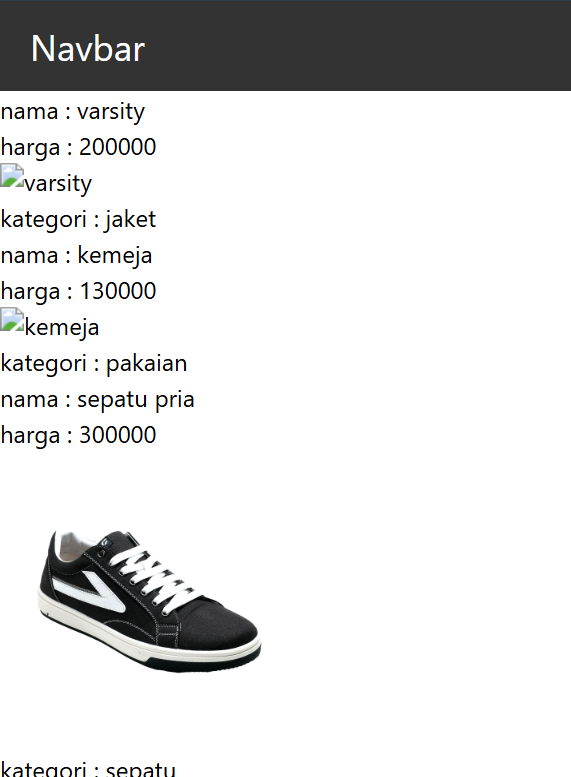 Navbar
nama : varsity
harga : 200000
varsity
kategori : jaket
nama : kemeja
harga : 130000
kemeja
kategori : pakaian
nama : sepatu pria
harga : 300000
kategori : sepatu